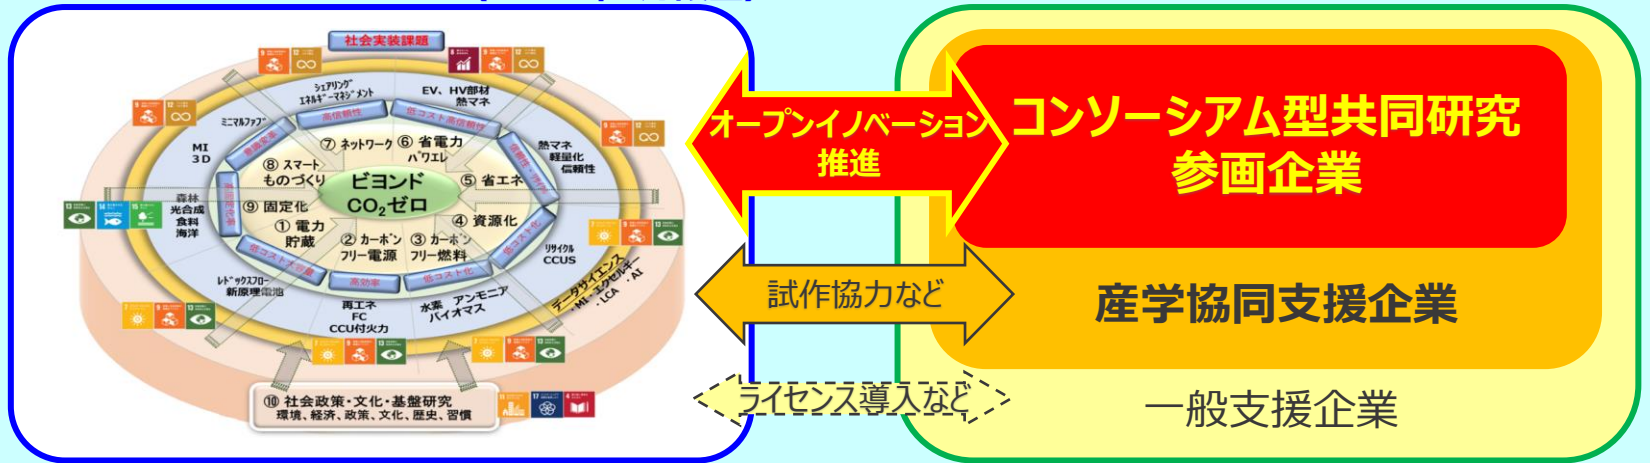 社会実装課題
シェアリング
エネルギーマネジメント
EV、HV部材
熱マネ
ミニマルファブ
高信頼性
低コスト高信頼性
MI
3D
⑦ ネットワーク
⑥ 省電力
パワエレ
熱マネ
軽量化
信頼性
⑧ スマート
ものづくり
ビヨンド
CO₂ゼロ
⑤ 省エネ
森林
光合成
食料
海洋
⑨ 固定化
④ 資源化
① 電力
貯蔵
② カーボン
フリー電源
③ カーボン
フリー燃料
低コスト化
リサイクル
CCUS
低コスト大容量
高効率
低コスト化
レドックスフロー
新原理電池
再エネ
FC
CCU付火力
水素 アンモニア
バイオマス
データサイエンス
・MI ・エクセルギー
・LCA ・AI
⑩ 社会政策・文化・基盤研究
環境、経済、政策、文化、歴史、習慣
オープンイノベーション
推進
試作協力など
ライセンス導入など
コンソーシアム型共同研究
参画企業
産学協同支援企業
一般支援企業